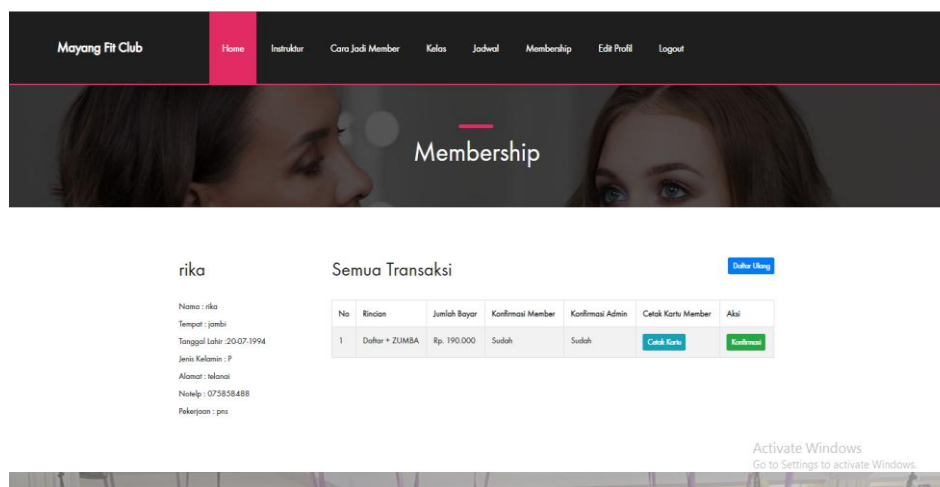 Mayang Fit Club Home Instruktur Cara Jadi Member Kelas Jadwal Membership Edit Profil Logout
Membership
rika
Nama : rika
Tempat : jambi
Tanggal Lahir :20-07-1994
Jenis Kelamin : P
Alamat : telanai
Notelp : 075858488
Pekerjaan : pns
Semua Transaksi
Daftar Ulang
No Rincian Jumlah Bayar Konfirmasi Member Konfirmasi Admin Cetak Kartu Member Aksi
1 Daftar + ZUMBA Rp. 190.000 Sudah Sudah Cetak Kartu Konfirmasi
Activate Windows
Go to Settings to activate Windows.